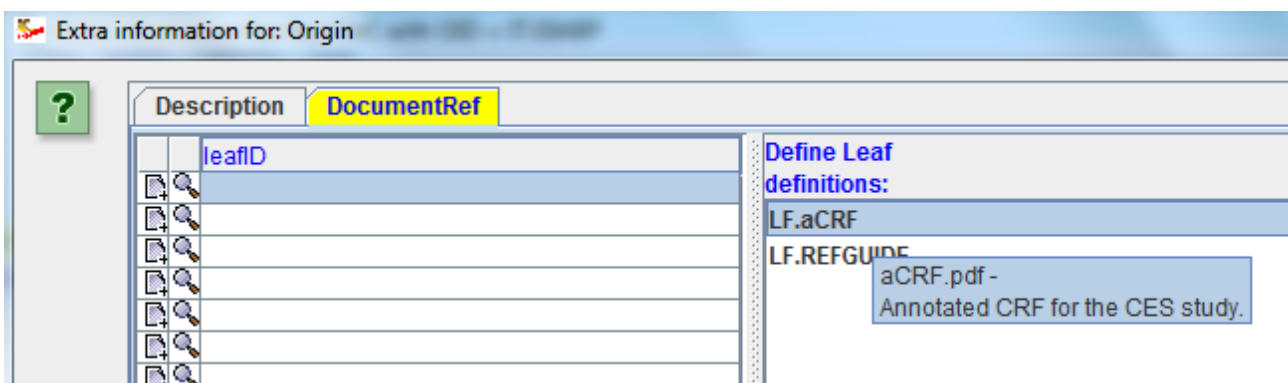 Extra information for: Origin
?
Description
DocumentRef
leafID
Define Leaf
definitions:
LF.aCRF
LF.REFGUIDE
aCRF.pdf -
Annotated CRF for the CES study.